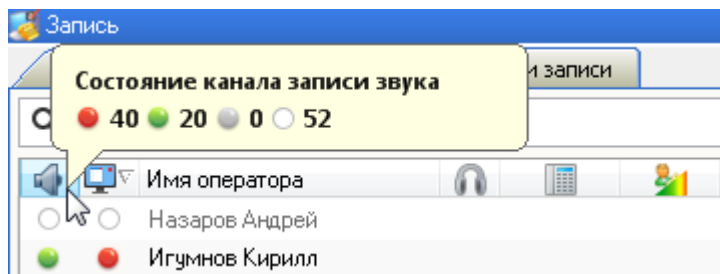 Запись
и записи
Состояние канала записи звука
40 20 0 52
Имя оператора
Назаров Андрей
Игумнов Кирилл